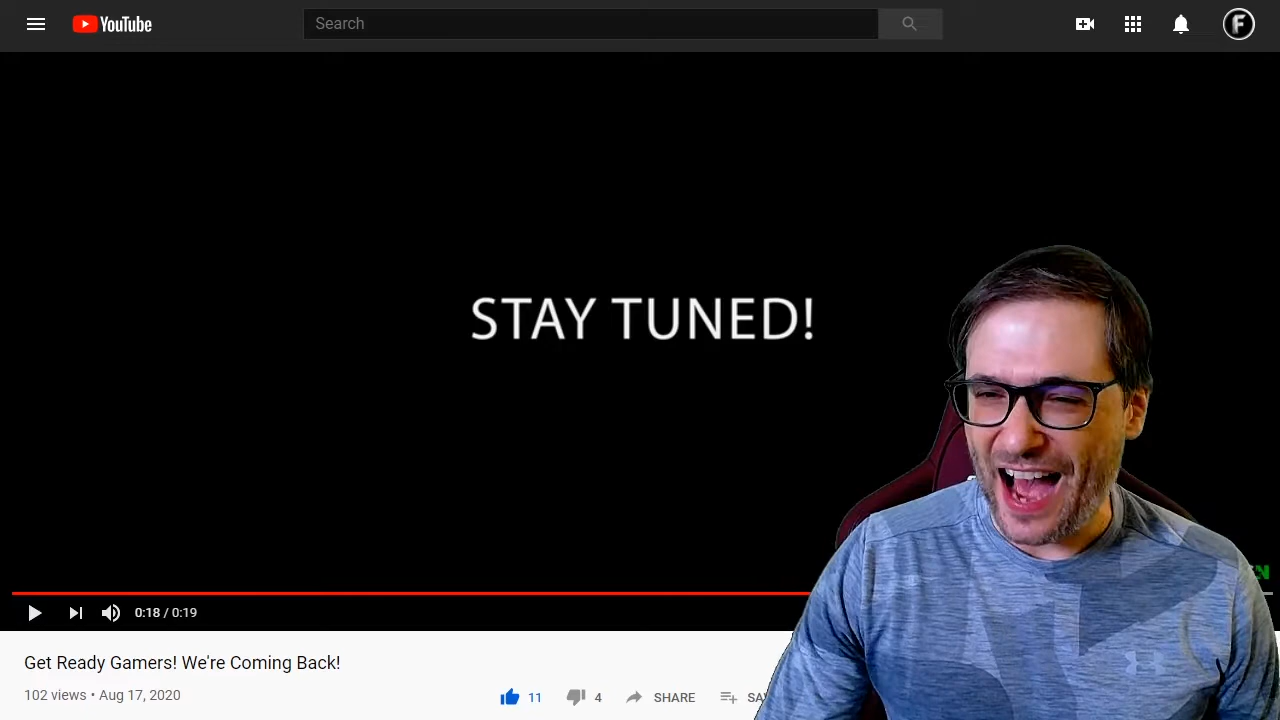 YouTube
Search
F
STAY TUNED!
0:18 / 0:19
Get Ready Gamers! We're Coming Back!
102 views • Aug 17, 2020
11
4
SHARE